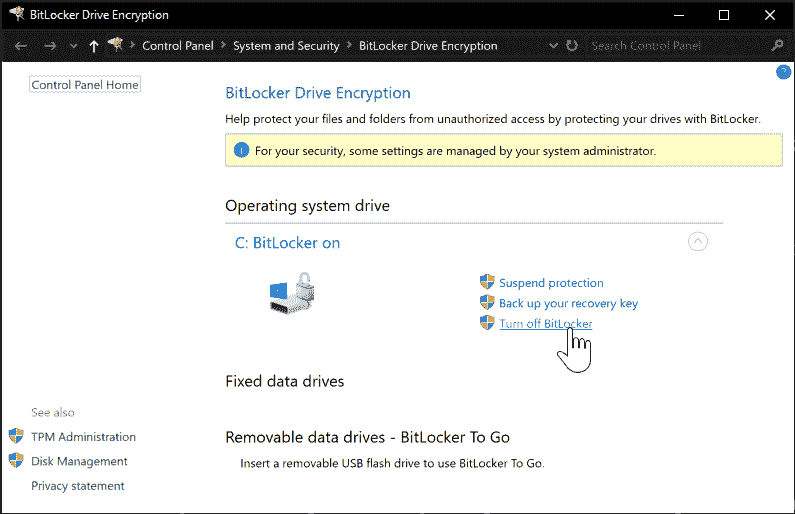 BitLocker Drive Encryption
Control Panel > System and Security > BitLocker Drive Encryption
Search Control Panel
Control Panel Home
?
BitLocker Drive Encryption
Help protect your files and folders from unauthorized access by protecting your drives with BitLocker.
i For your security, some settings are managed by your system administrator.
Operating system drive
C: BitLocker on
Suspend protection
Back up your recovery key
Turn off BitLocker
Fixed data drives
Removable data drives - BitLocker To Go
Insert a removable USB flash drive to use BitLocker To Go.
See also
TPM Administration
Disk Management
Privacy statement